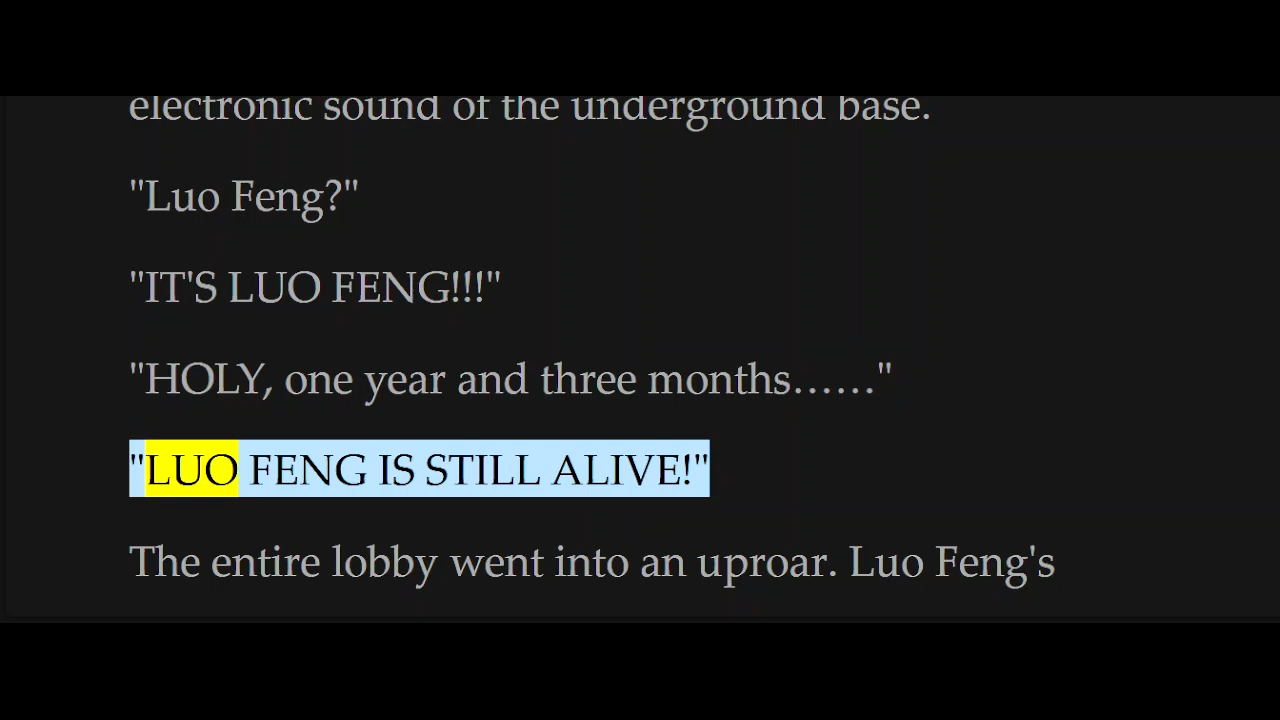 electronic sound of the underground base.
"Luo Feng?"
"IT'S LUO FENG!!!"
"HOLY, one year and three months……"
"LUO FENG IS STILL ALIVE!"
The entire lobby went into an uproar. Luo Feng's